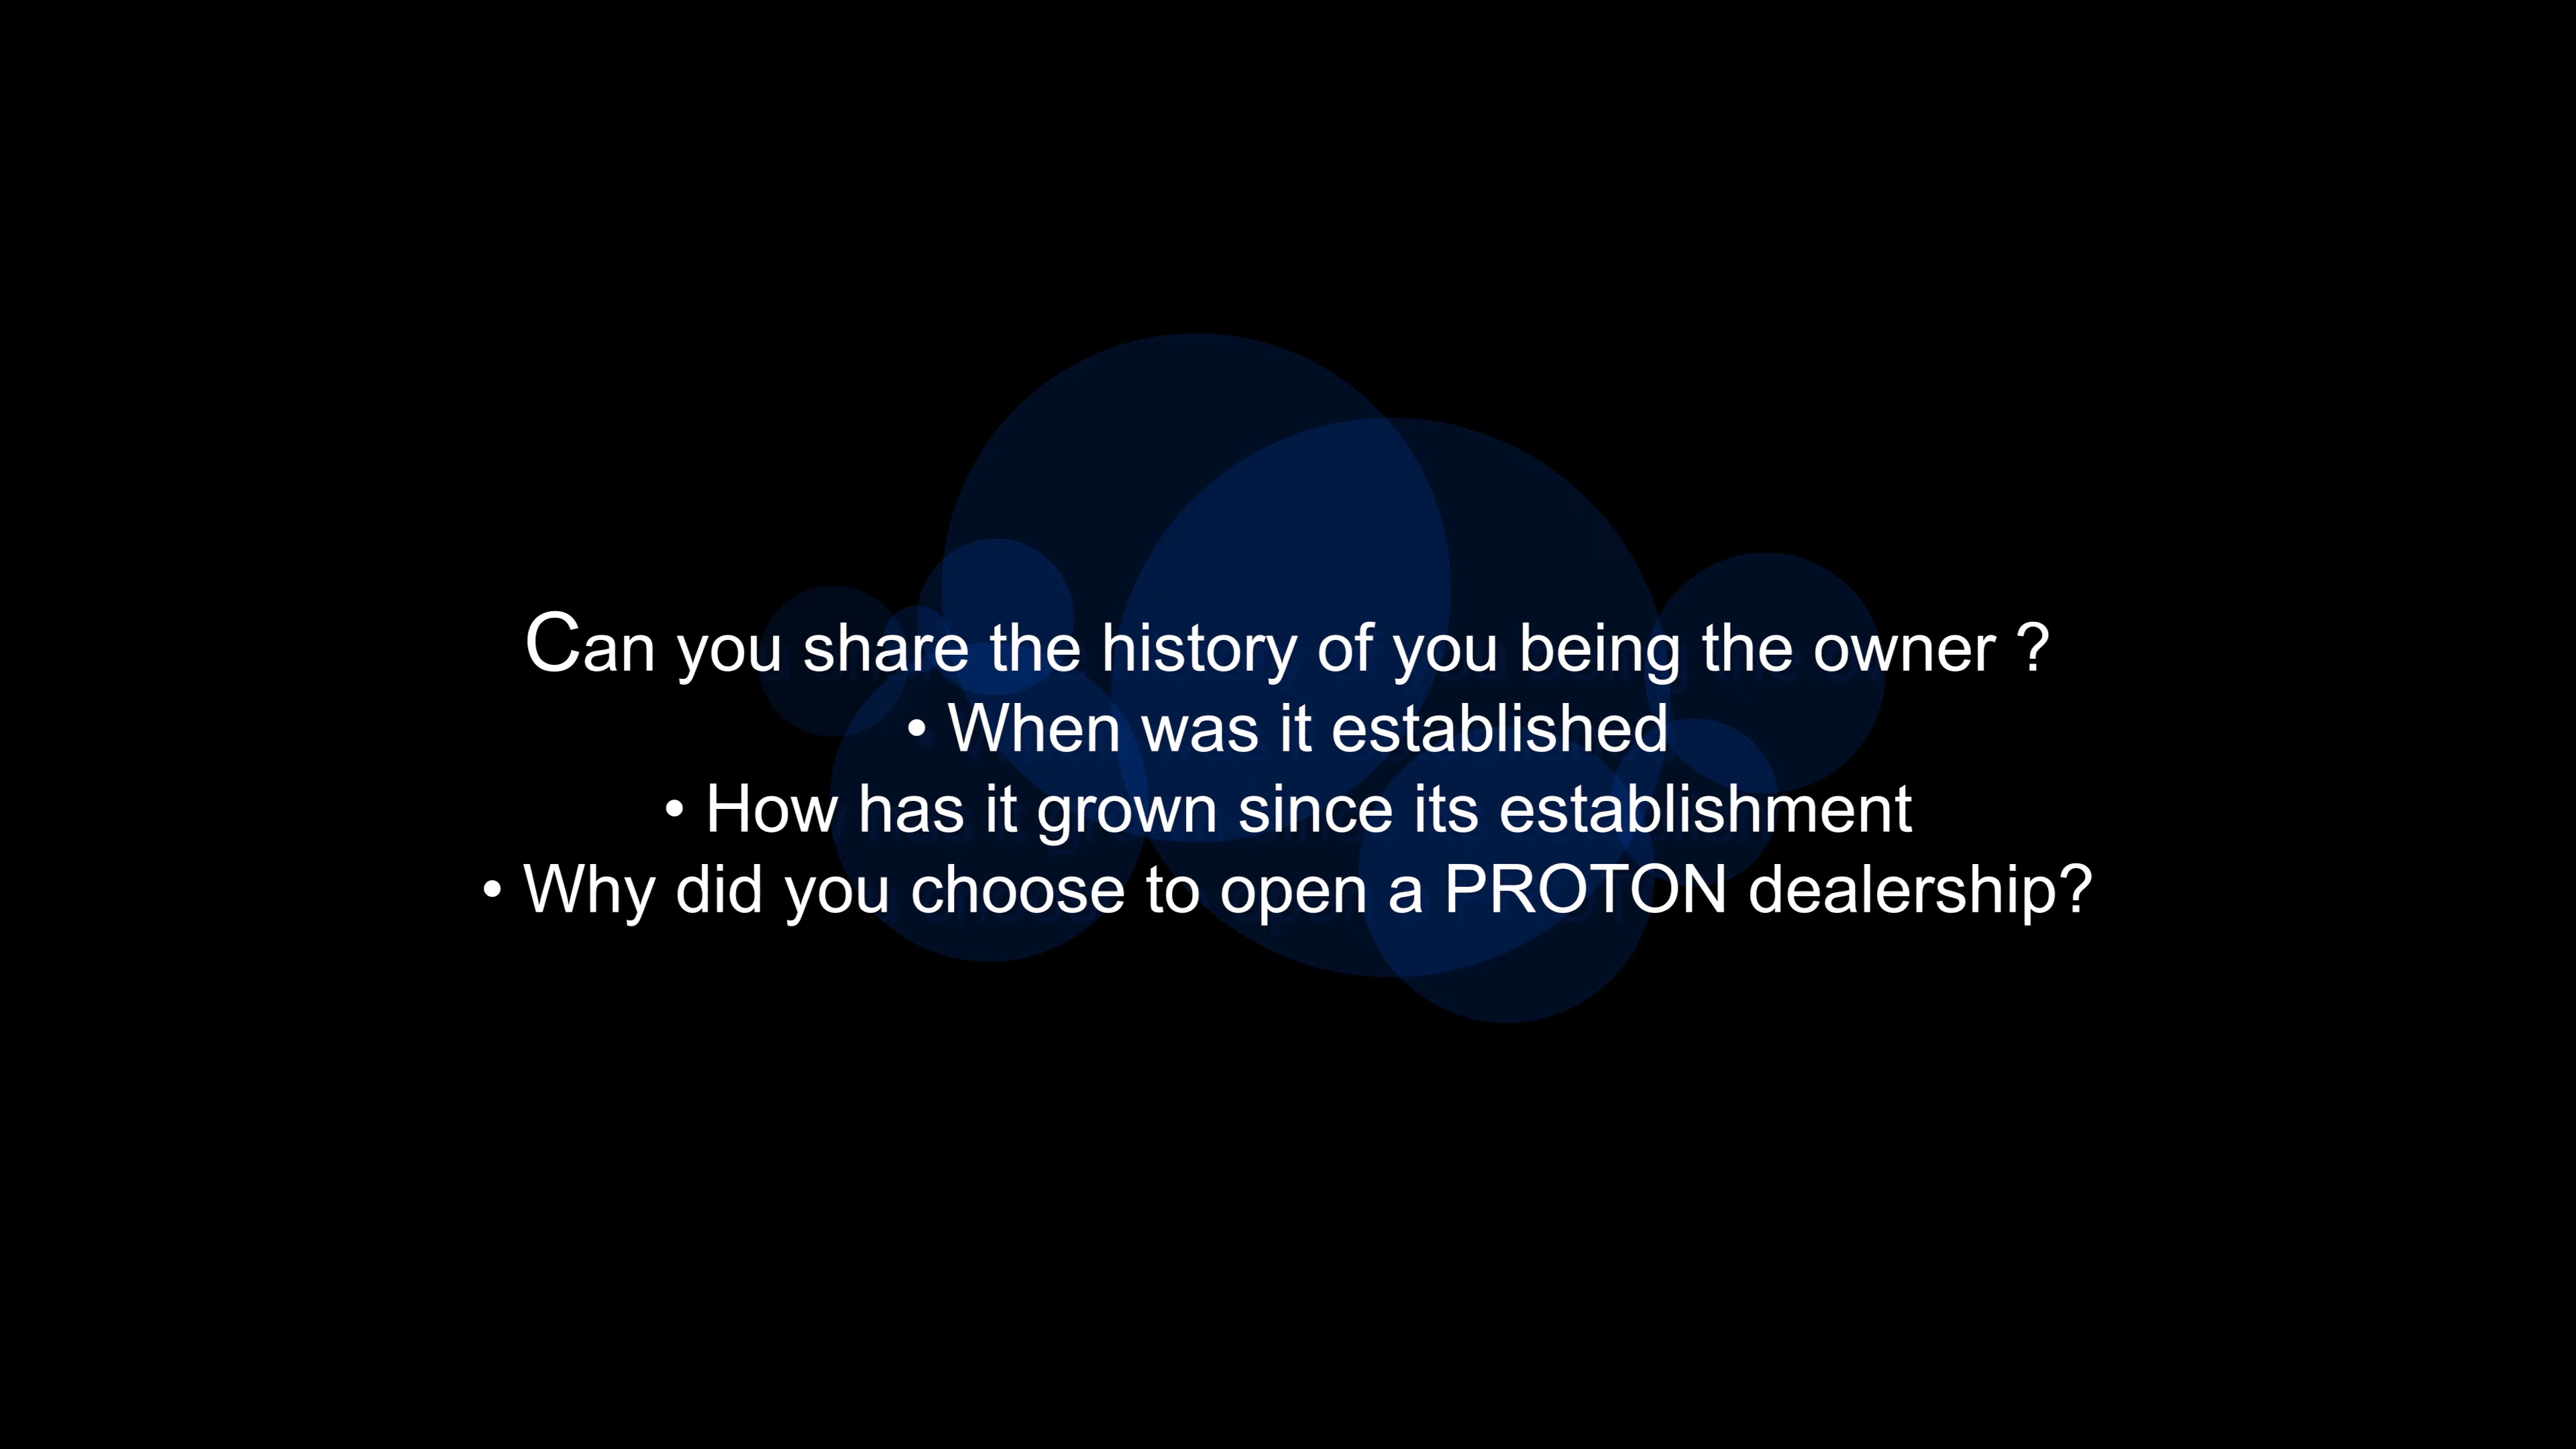 Can you share the history of you being the owner ?
• When was it established
• How has it grown since its establishment
• Why did you choose to open a PROTON dealership?